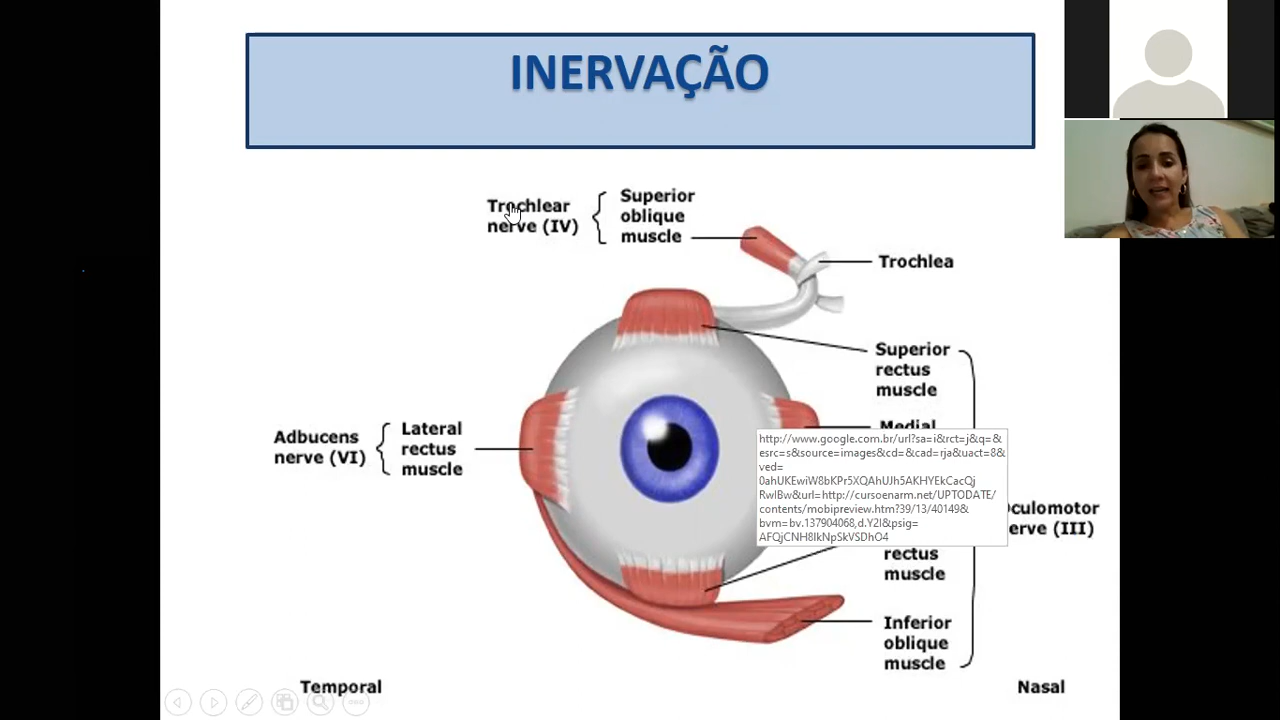 INERVAÇÃO
Trochlear
nerve (IV)
Superior
oblique
muscle
Trochlea
Superior
rectus
muscle
Medial
Adbucens
nerve (VI)
Lateral
rectus
muscle
http://www.google.com.br/url?sa=i&rct=j&q=&
esrc=s&source=images&cd=&cad=rja&uact=8&
ved=
0ahUKEwiW8bKPr5XQAhUJh5AKHYEkCacQj
RwIBw&url=http://cursoenarm.net/UPTODATE/
contents/mobipreview.htm?39/13/40149&
bvm=bv.137904068,d.Y2I&psig=
AFQjCNH8IkNpSkVSDhO4
rectus
muscle
Oculomotor
nerve (III)
Inferior
oblique
muscle
Temporal
Nasal